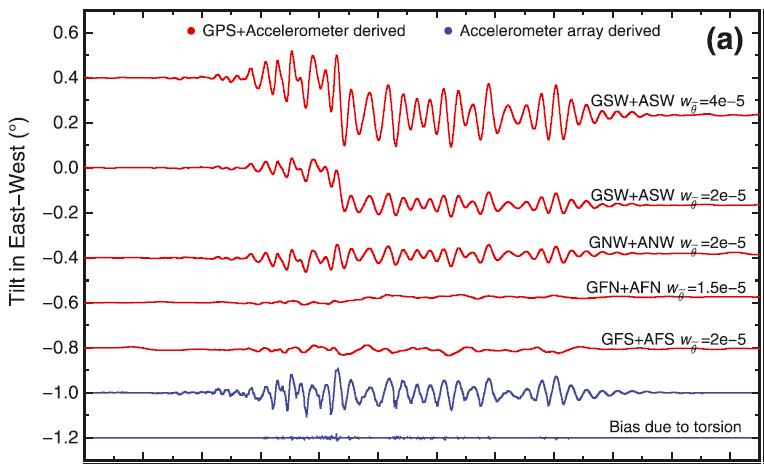 (a)
GPS+Accelerometer derived
Accelerometer array derived
0.6
0.4
0.2
0.0
−0.2
−0.4
−0.6
−0.8
−1.0
−1.2
Tilt in East−West (°)
GSW+ASW w_θ̃=4e−5
GSW+ASW w_θ̃=2e−5
GNW+ANW w_θ̃=2e−5
GFN+AFN w_θ̃=1.5e−5
GFS+AFS w_θ̃=2e−5
Bias due to torsion